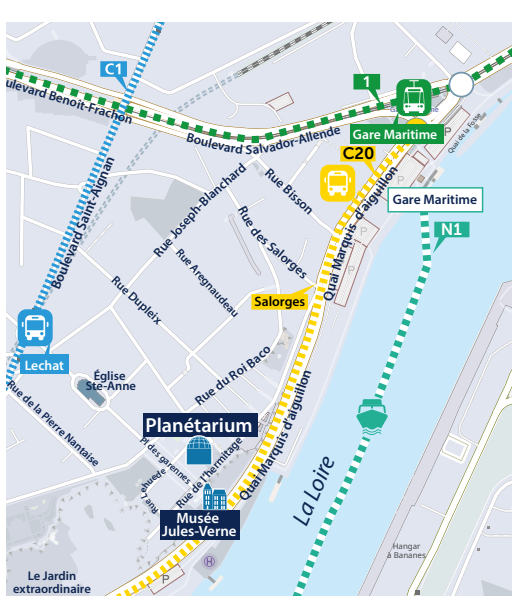 C1
1
Boulevard Benoît-Frachon
Boulevard Salvador-Allende
Gare Maritime
Quai de la Fosse
P
C20
Boulevard Saint-Aignan
Rue Joseph-Blanchard
Rue Bisson
Quai Marquis d'aiguillon
P
Gare Maritime
N1
Rue des Salorges
Rue Aregnaudeau
Rue Dupleix
Salorges
Lechat
Église
Ste-Anne
Rue du Roi Baco
Rue de la Pierre Nantaise
Planétarium
Pl des garennes
Rue de l'hermitage
Quai Marquis d'aiguillon
La Loire
Musée
Jules-Verne
H
Hangar
à Bananes
P
Le Jardin
extraordinaire